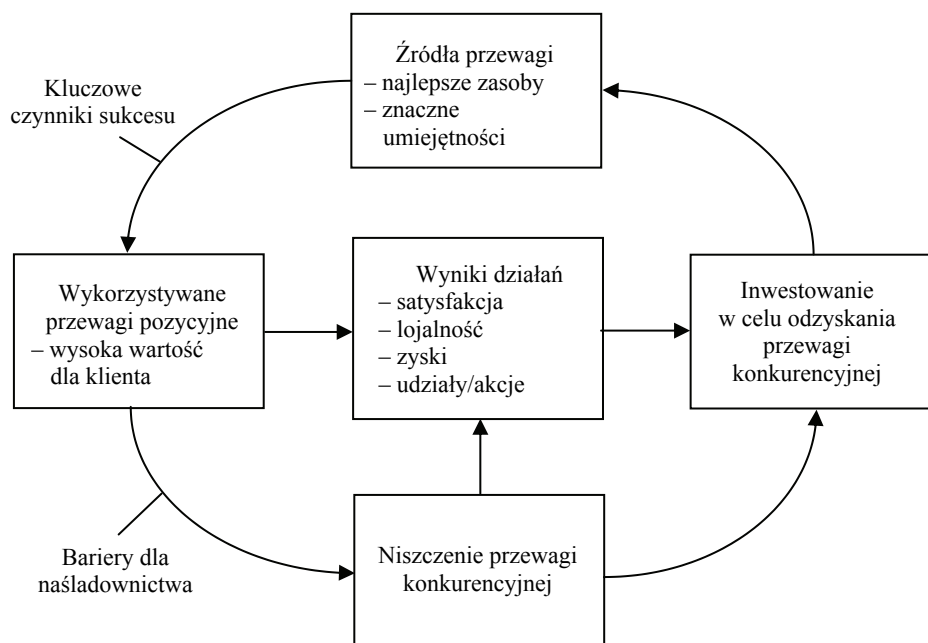 Źródła przewagi
– najlepsze zasoby
– znaczne
umiejętności
Kluczowe
czynniki sukcesu
Wykorzystywane
przewagi pozycyjne
– wysoka wartość
dla klienta
Wyniki działań
– satysfakcja
– lojalność
– zyski
– udziały/akcje
Inwestowanie
w celu odzyskania
przewagi
konkurencyjnej
Bariery dla
naśladownictwa
Niszczenie przewagi
konkurencyjnej